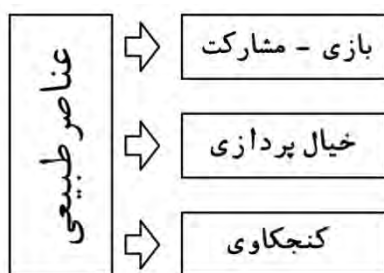 عناصر طبیعی
بازی - مشارکت
خیال پردازی
کنجکاوی